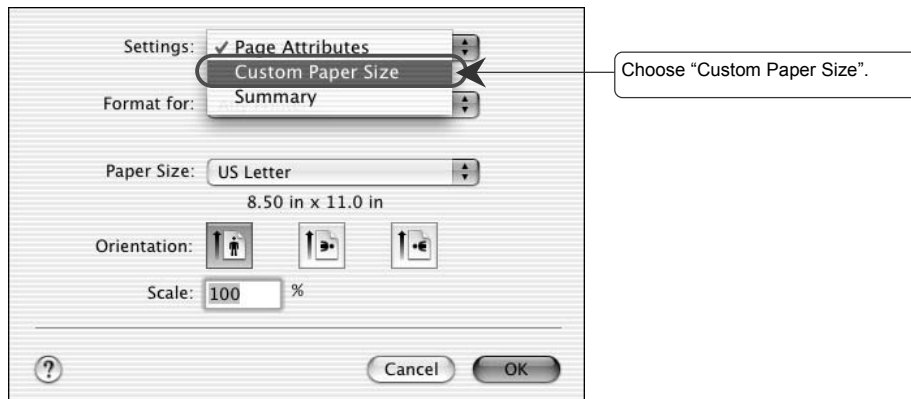 Settings: ✓ Page Attributes
Custom Paper Size
Summary
Format for:
Choose “Custom Paper Size”.
Paper Size: US Letter
8.50 in x 11.0 in
Orientation:
Scale: 100 %
? Cancel OK